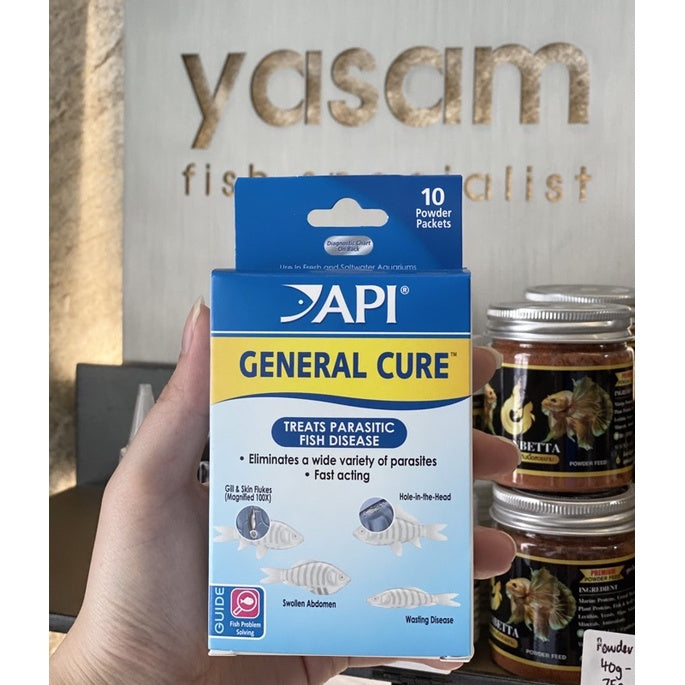 yasam
fish specialist
10
Powder
Packets
Diagnostic Chart
On Back
Use in Fresh and Saltwater Aquariums
API®
GENERAL CURE™
TREATS PARASITIC
FISH DISEASE
• Eliminates a wide variety of parasites
• Fast acting
Gill & Skin Flukes
(Magnified 100X)
Hole-in-the-Head
Swollen Abdomen
Wasting Disease
GUIDE
Fish Problem
Solving
BETTA
POWDER FEED
PREMIUM
POWDER FEED
INGREDIENT
BETTA
Powder
40g-